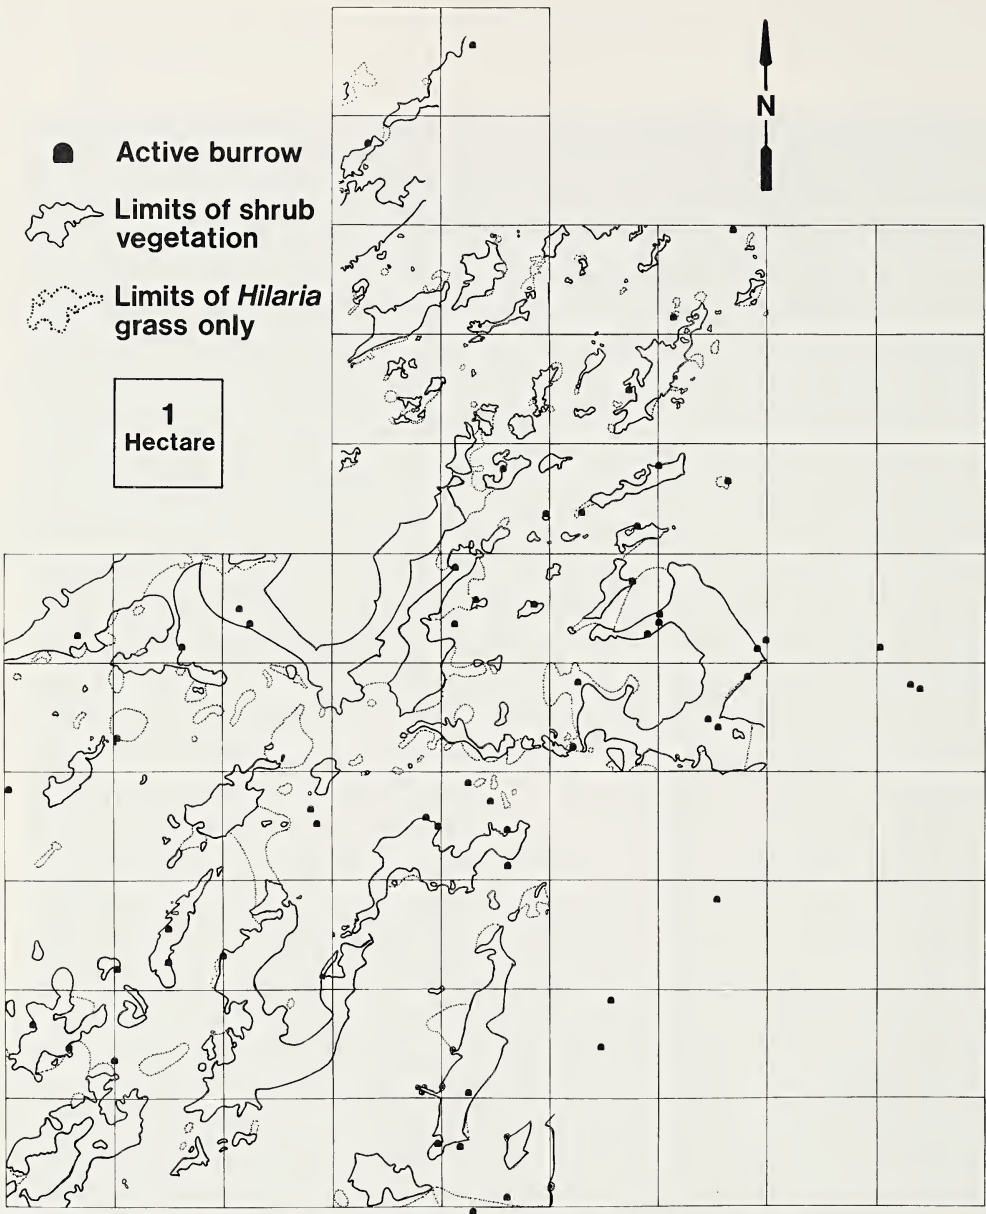 N
Active burrow
Limits of shrub
vegetation
Limits of Hilaria
grass only
1
Hectare